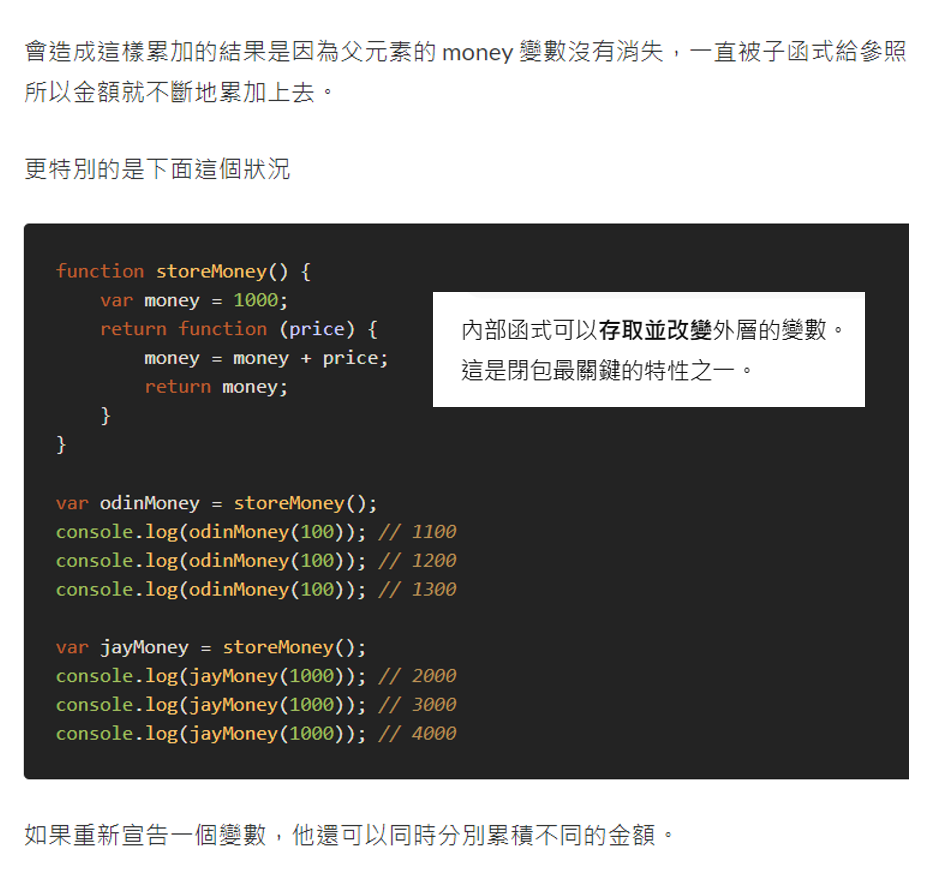 會造成這樣累加的結果是因為父元素的 money 變數沒有消失，一直被子函式給參照
所以金額就不斷地累加上去。
更特別的是下面這個狀況
function storeMoney() {
    var money = 1000;
    return function (price) {
        money = money + price;
        return money;
    }
}
內部函式可以存取並改變外層的變數。
這是閉包最關鍵的特性之一。
var odinMoney = storeMoney();
console.log(odinMoney(100)); // 1100
console.log(odinMoney(100)); // 1200
console.log(odinMoney(100)); // 1300
var jayMoney = storeMoney();
console.log(jayMoney(1000)); // 2000
console.log(jayMoney(1000)); // 3000
console.log(jayMoney(1000)); // 4000
如果重新宣告一個變數，他還可以同時分別累積不同的金額。